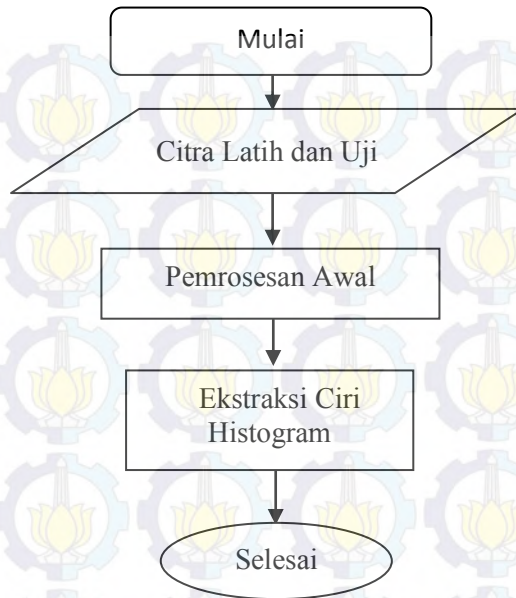 Mulai
Citra Latih dan Uji
Pemrosesan Awal
Ekstraksi Ciri
Histogram
Selesai